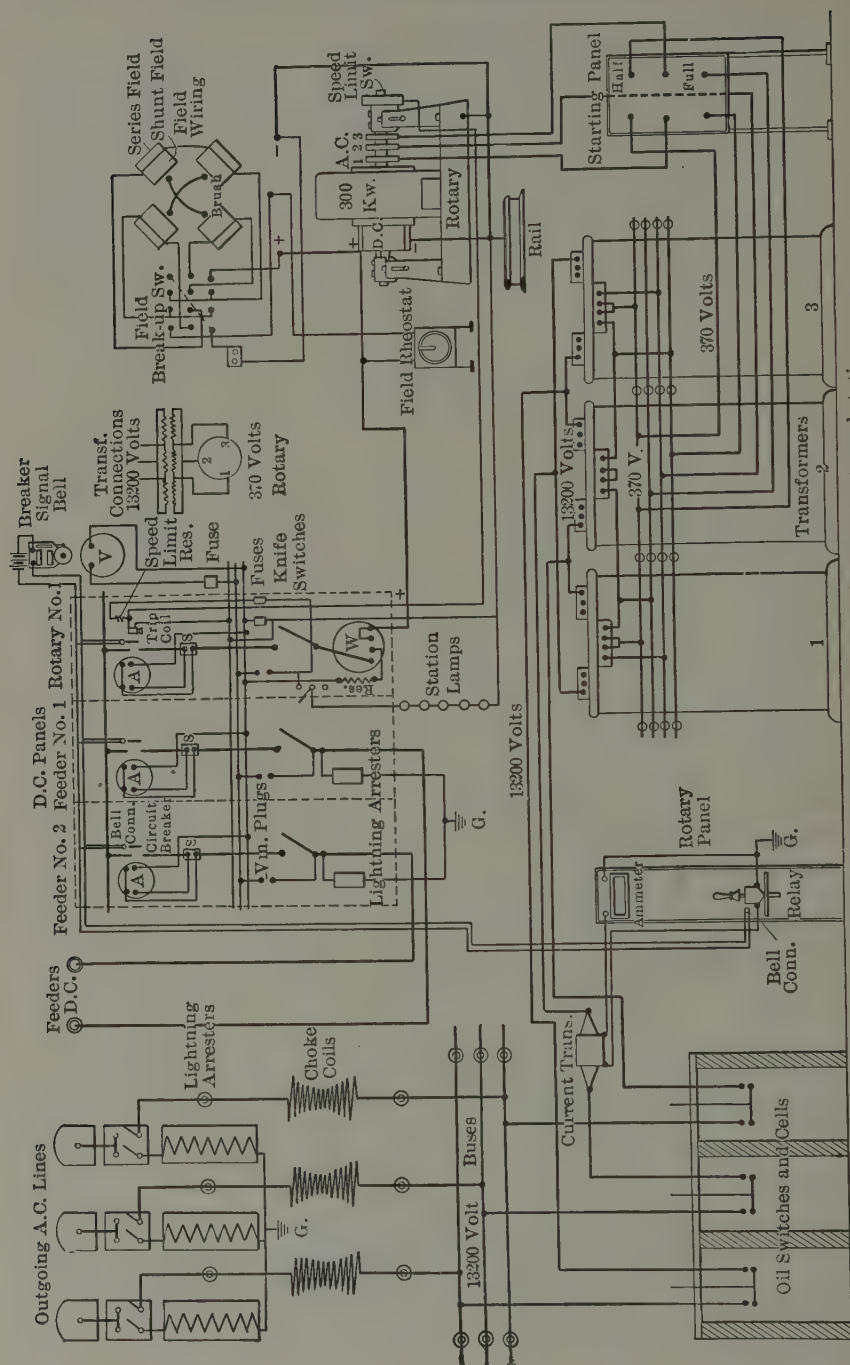 Outgoing A.C. Lines
Lightning
Arresters
Choke
Coils
G.
13200 Volt Buses
Oil Switches and Cells
Current Trans.
Feeders
D.C.
D.C. Panels
Feeder No. 2
Feeder No. 1
Rotary No. 1
Bell
Conn.
Circuit
Breaker
A
A
A
S
S
S
Plugs
Lightning Arresters
G.
Trip
Coil
Res.
W
+
Station
Lamps
Breaker
Signal
Bell
V
Speed
Limit
Res.
Fuse
Fuses
Knife
Switches
Transf.
Connections
13200 Volts
1
2
3
370 Volts
Rotary
Series Field
Shunt Field
Field
Wiring
Brush
Field
Break-up Sw.
+
-
Field Rheostat
300
Kw.
A.C.
1 2 3
Speed
Limit
Sw.
+
D.C.
-
Rotary
Rail
Starting Panel
Half
Full
13200 Volts
13200 Volts
370 V.
370 Volts
1
2
3
Transformers
Rotary
Panel
Ammeter
G.
Relay
Bell
Conn.